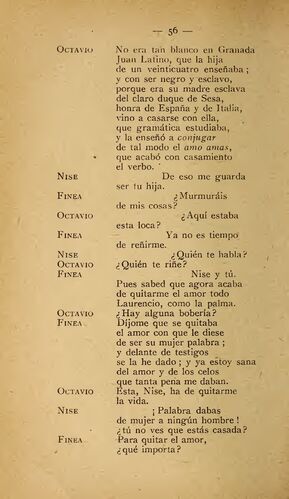 — 56 —
OCTAVIO No era tan blanco en Granada
Juan Latino, que la hija
de un veinticuatro enseñaba ;
y con ser negro y esclavo,
porque era su madre esclava
del claro duque de Sesa,
honra de España y de Italia,
vino a casarse con ella,
que gramática estudiaba,
y la enseñó a conjugar
de tal modo el amo amas,
que acabó con casamiento
el verbo.
NISE De eso me guarda
ser tu hija.
FINEA ¿Murmuráis
de mis cosas?
OCTAVIO ¿Aquí estaba
esta loca?
FINEA Ya no es tiempo
de reñirme.
NISE ¿Quién te habla?
OCTAVIO ¿Quién te riñe?
FINEA Nise y tú.
Pues sabed que agora acaba
de quitarme el amor todo
Laurencio, como la palma.
OCTAVIO ¿Hay alguna bobería?
FINEA Díjome que se quitaba
el amor con que le diese
de ser su mujer palabra ;
y delante de testigos
se la he dado ; y ya estoy sana
del amor y de los celos
que tanta pena me daban.
OCTAVIO Esta, Nise, ha de quitarme
la vida.
NISE ¡ Palabra dabas
de mujer a ningún hombre !
¿tú no ves que estás casada?
FINEA Para quitar el amor,
¿qué importa?